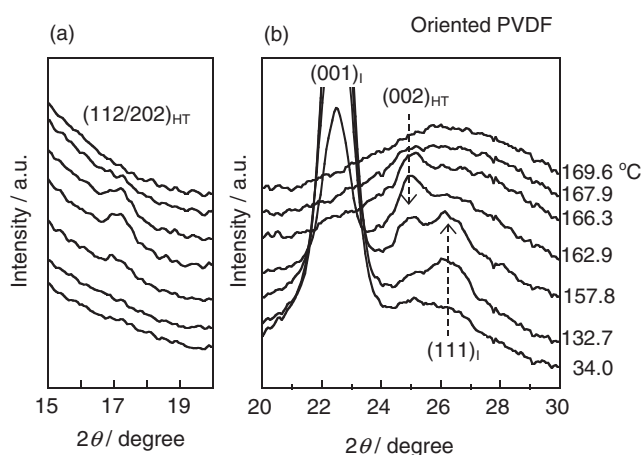 (a)
(b)
Oriented PVDF
(112/202)HT
(001)I
(002)HT
(111)I
169.6 °C
167.9
166.3
162.9
157.8
132.7
34.0
Intensity / a.u.
Intensity / a.u.
15 17 19
20 22 24 26 28 30
2θ / degree
2θ / degree